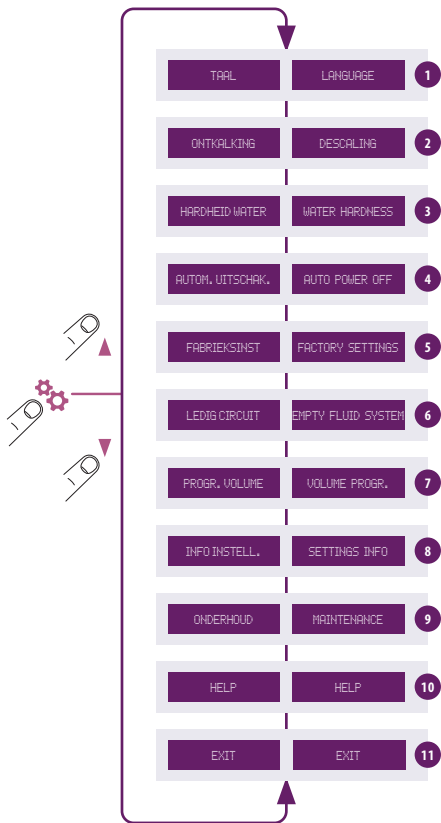 TAAL LANGUAGE 1
ONTKALKING DESCALING 2
HARDHEID WATER WATER HARDNESS 3
AUTOM. UITSCHAK. AUTO POWER OFF 4
FABRIEKSINST FACTORY SETTINGS 5
LEDIG CIRCUIT EMPTY FLUID SYSTEM 6
PROGR. VOLUME VOLUME PROGR. 7
INFO INSTELL. SETTINGS INFO 8
ONDERHOUD MAINTENANCE 9
HELP HELP 10
EXIT EXIT 11